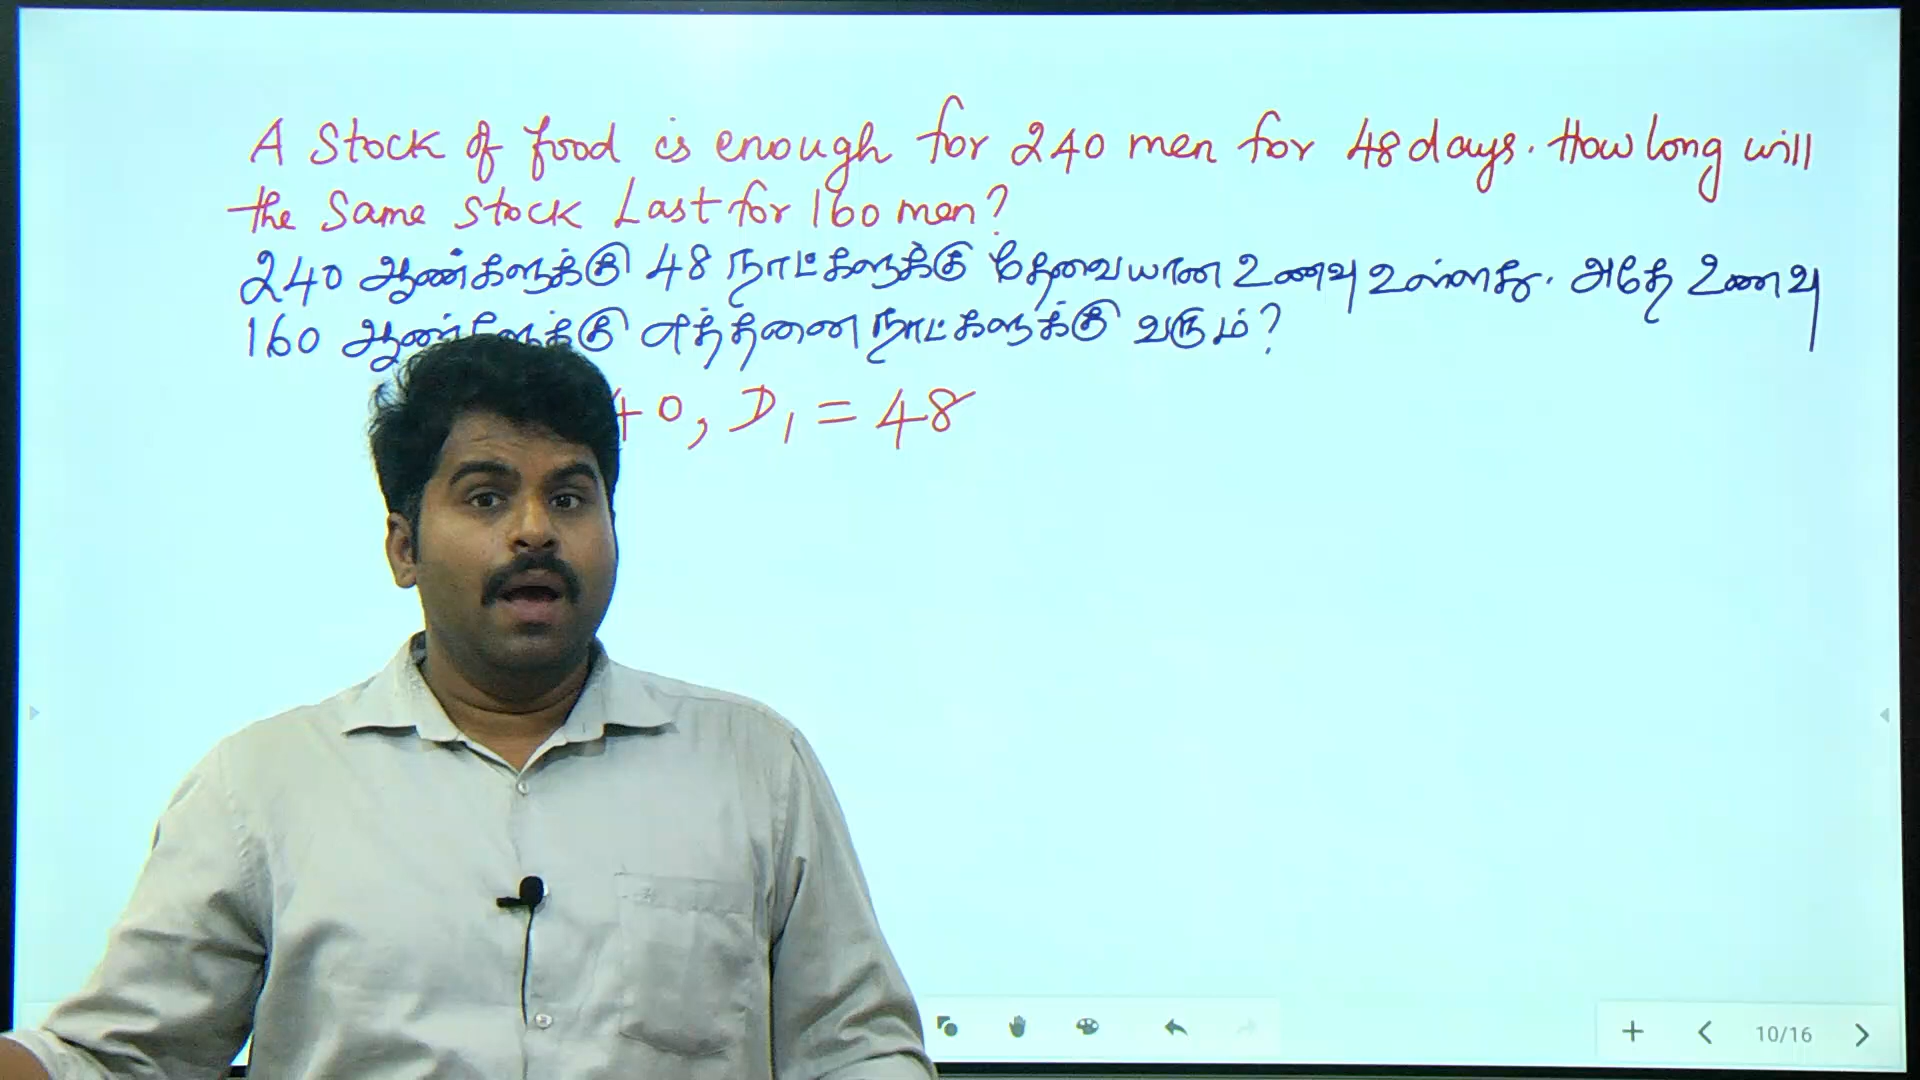 A Stock of food is enough for 240 men for 48 days. How long will
the Same Stock Last for 160 men?
240 ஆண்களுக்கு 48 நாட்களுக்கு தேவையான உணவு உள்ளது. அதே உணவு
160 ஆண்களுக்கு எத்தனை நாட்களுக்கு வரும்?
40, D₁ = 48
10/16